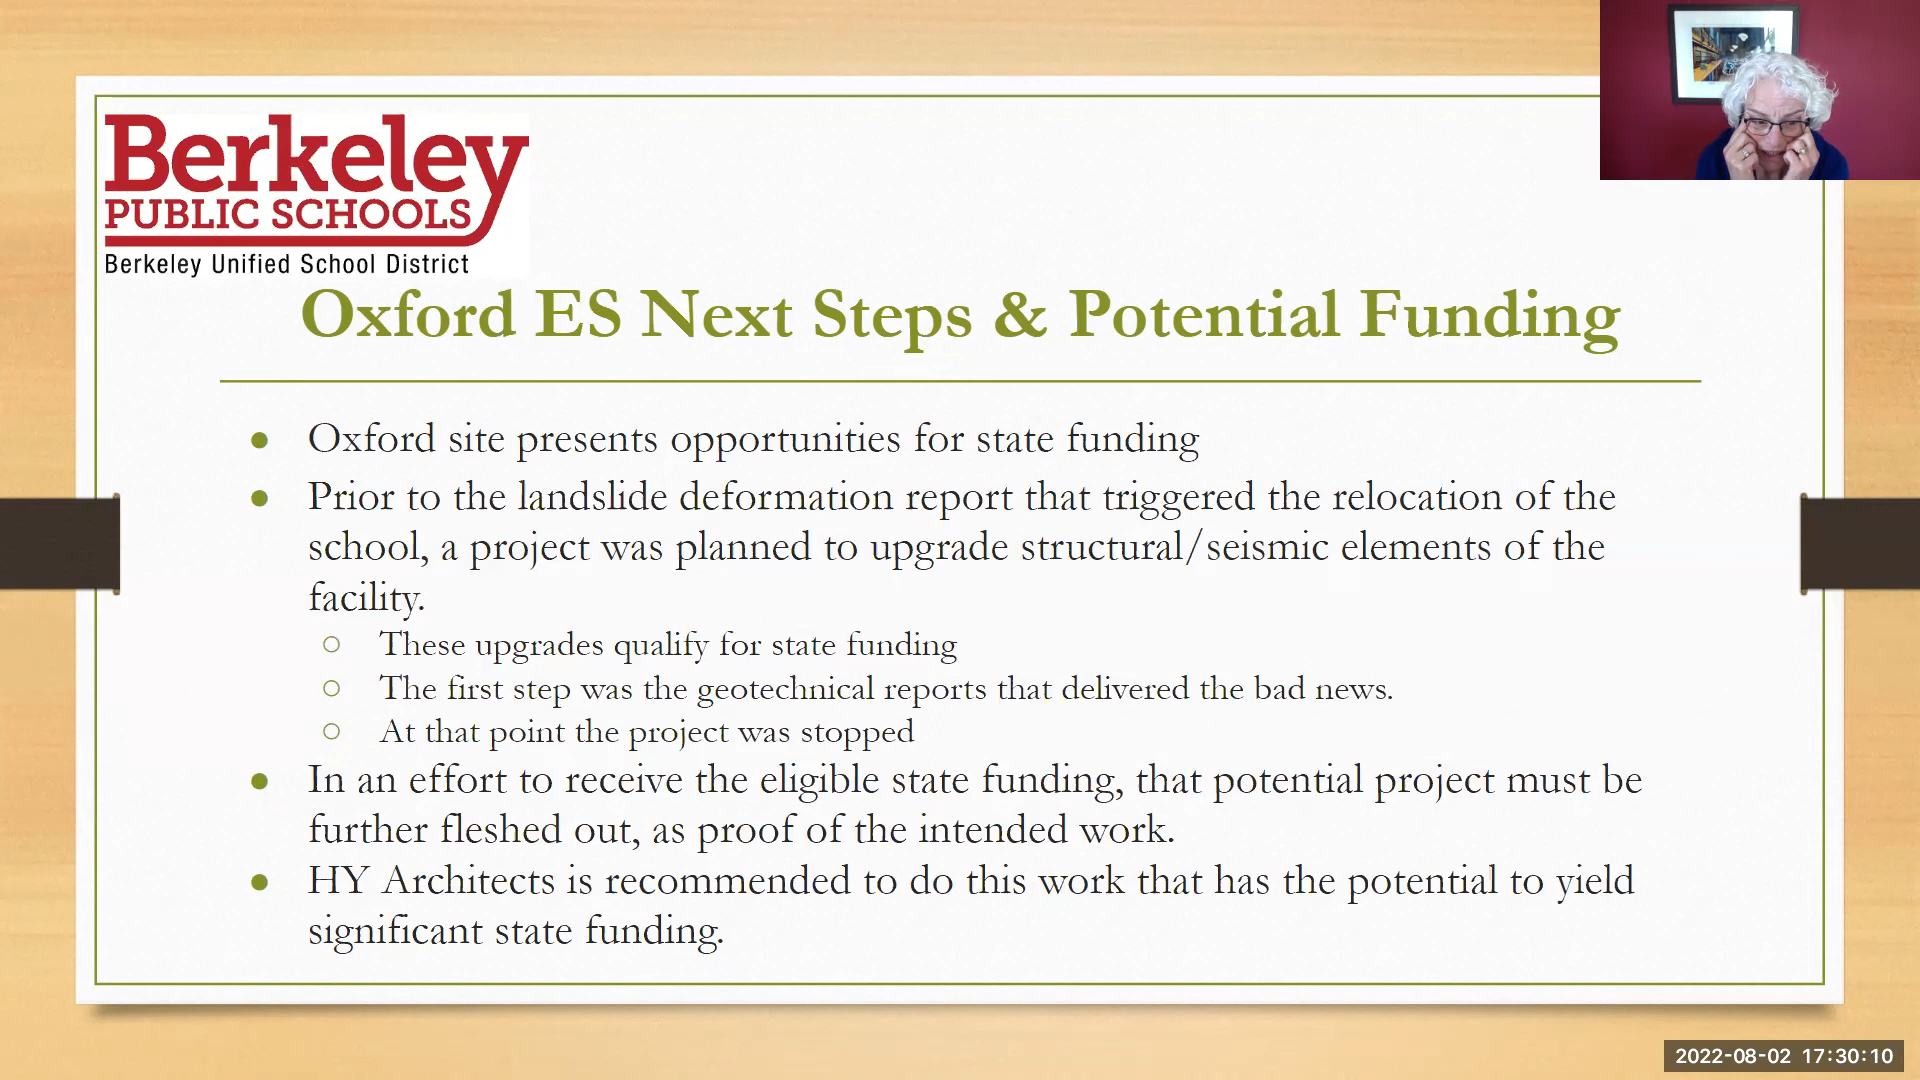 Berkeley
PUBLIC SCHOOLS
Berkeley Unified School District
Oxford ES Next Steps & Potential Funding
● Oxford site presents opportunities for state funding
● Prior to the landslide deformation report that triggered the relocation of the
school, a project was planned to upgrade structural/seismic elements of the
facility.
○ These upgrades qualify for state funding
○ The first step was the geotechnical reports that delivered the bad news.
○ At that point the project was stopped
● In an effort to receive the eligible state funding, that potential project must be
further fleshed out, as proof of the intended work.
● HY Architects is recommended to do this work that has the potential to yield
significant state funding.
2022-08-02 17:30:10